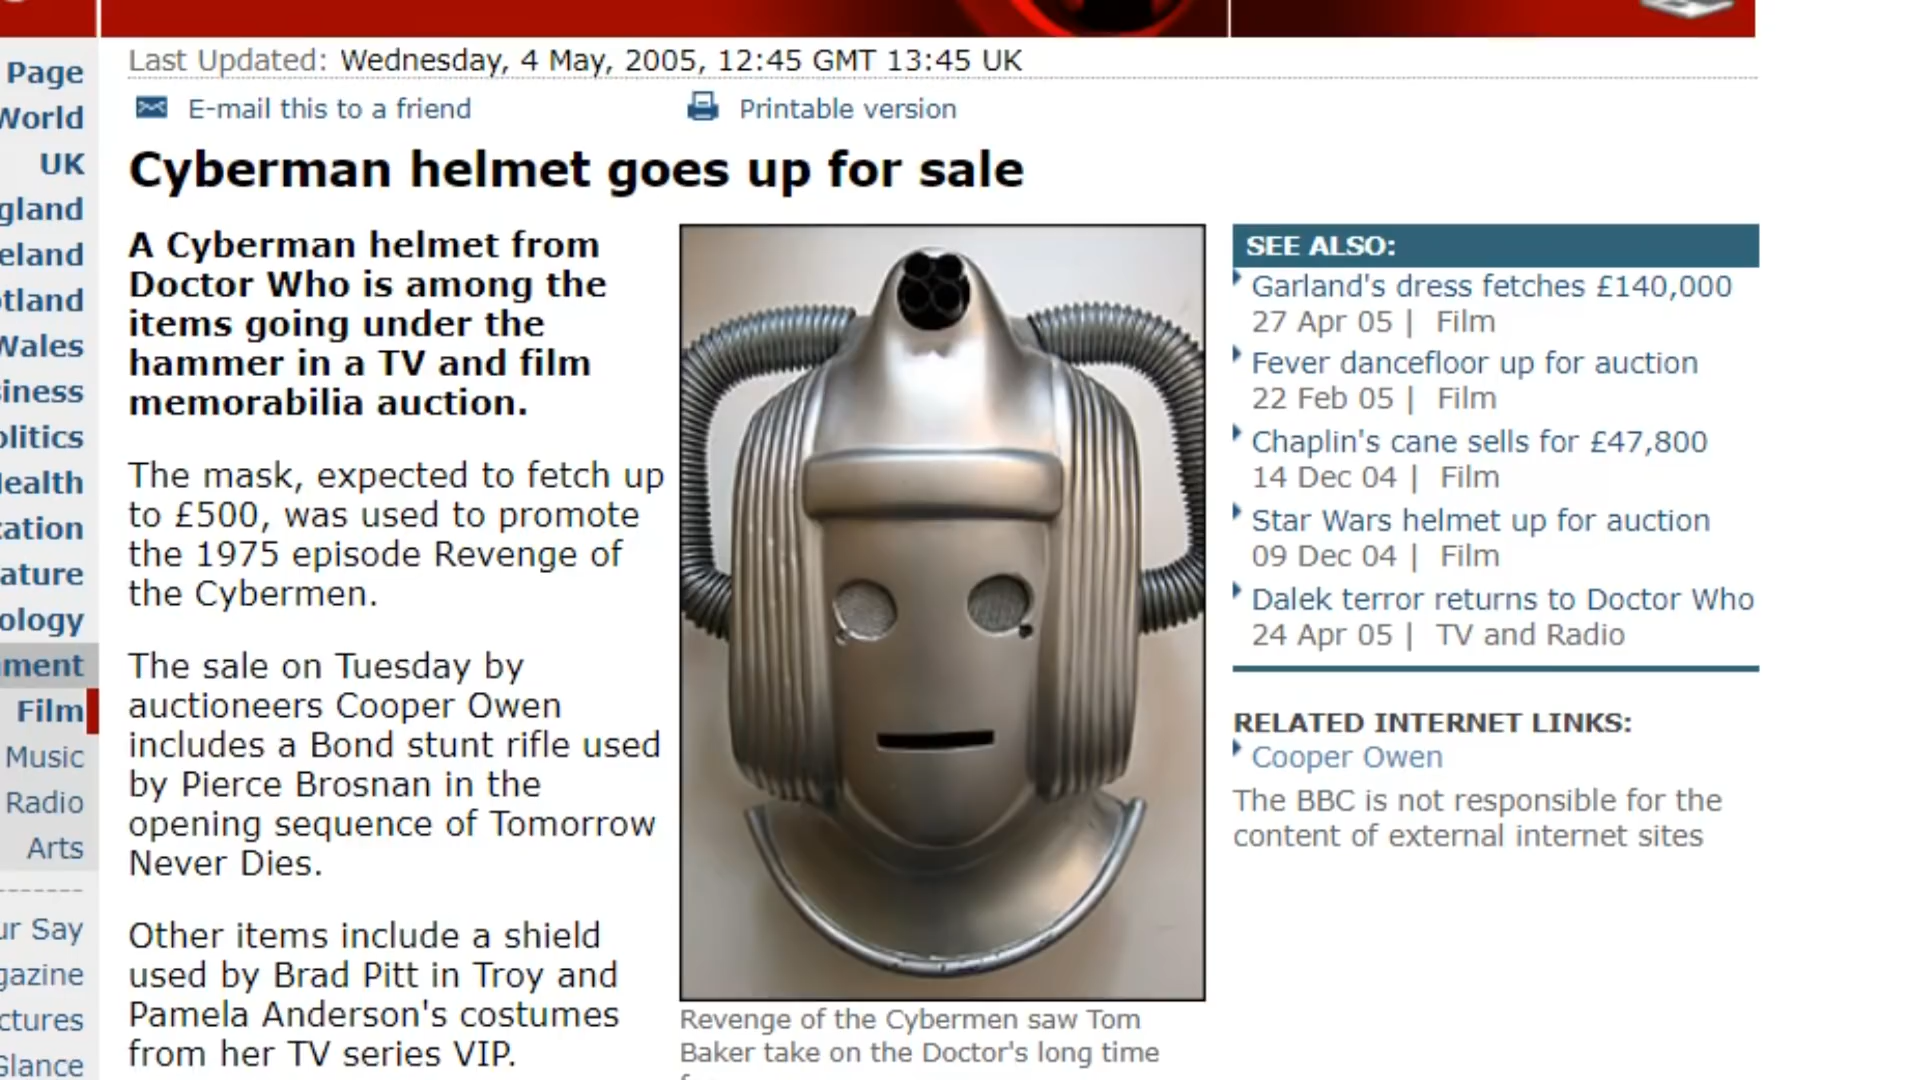 Last Updated: Wednesday, 4 May, 2005, 12:45 GMT 13:45 UK
E-mail this to a friend
Printable version
Cyberman helmet goes up for sale
A Cyberman helmet from
Doctor Who is among the
items going under the
hammer in a TV and film
memorabilia auction.
The mask, expected to fetch up
to £500, was used to promote
the 1975 episode Revenge of
the Cybermen.
The sale on Tuesday by
auctioneers Cooper Owen
includes a Bond stunt rifle used
by Pierce Brosnan in the
opening sequence of Tomorrow
Never Dies.
Other items include a shield
used by Brad Pitt in Troy and
Pamela Anderson's costumes
from her TV series VIP.
Revenge of the Cybermen saw Tom
Baker take on the Doctor's long time
SEE ALSO:
Garland's dress fetches £140,000
27 Apr 05 | Film
Fever dancefloor up for auction
22 Feb 05 | Film
Chaplin's cane sells for £47,800
14 Dec 04 | Film
Star Wars helmet up for auction
09 Dec 04 | Film
Dalek terror returns to Doctor Who
24 Apr 05 | TV and Radio
RELATED INTERNET LINKS:
Cooper Owen
The BBC is not responsible for the
content of external internet sites
Page
World
UK
gland
eland
otland
Wales
siness
olitics
Health
cation
ature
ology
nment
Film
Music
Radio
Arts
ur Say
gazine
ctures
Glance